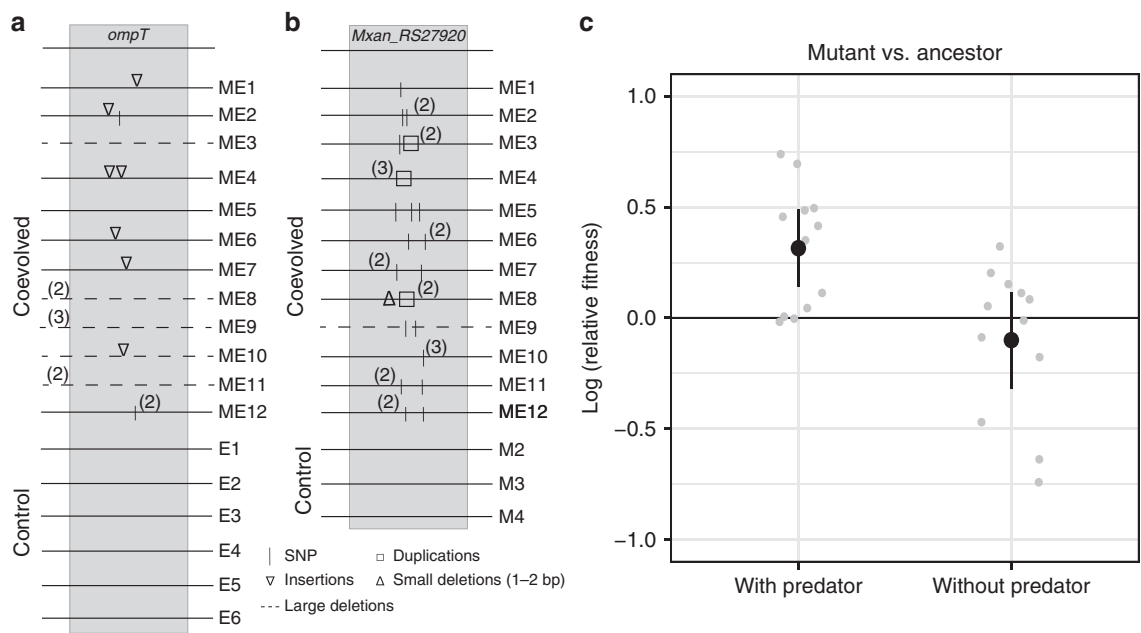 a
ompT
ME1
ME2
ME3
ME4
ME5
ME6
ME7
(2)
ME8
(3)
ME9
ME10
(2)
ME11
(2)
ME12
E1
E2
E3
E4
E5
E6
Coevolved
Control
b
Mxan_RS27920
ME1
(2)
ME2
(2)
ME3
(3)
ME4
ME5
(2)
ME6
(2)
ME7
(2)
ME8
ME9
(3)
ME10
(2)
ME11
(2)
ME12
M2
M3
M4
Coevolved
Control
SNP
Duplications
Insertions
Small deletions (1–2 bp)
Large deletions
c
Mutant vs. ancestor
Log (relative fitness)
1.0
0.5
0.0
−0.5
−1.0
With predator
Without predator